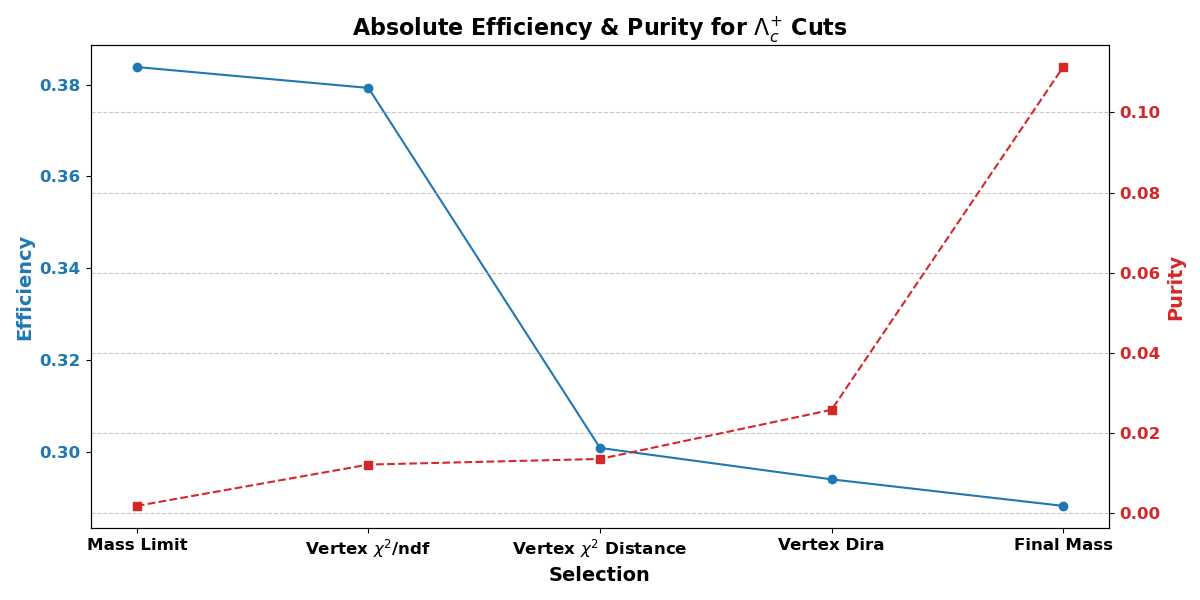 Absolute Efficiency & Purity for Λc+ Cuts
0.38
0.36
0.34
0.32
0.30
Efficiency
0.10
0.08
0.06
0.04
0.02
0.00
Purity
Mass Limit
Vertex χ²/ndf
Vertex χ² Distance
Vertex Dira
Final Mass
Selection